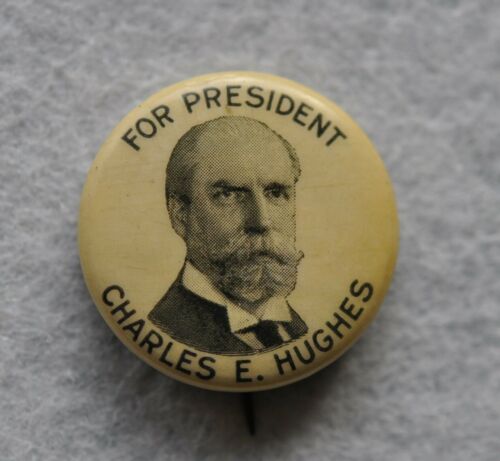 FOR PRESIDENT
CHARLES E. HUGHES